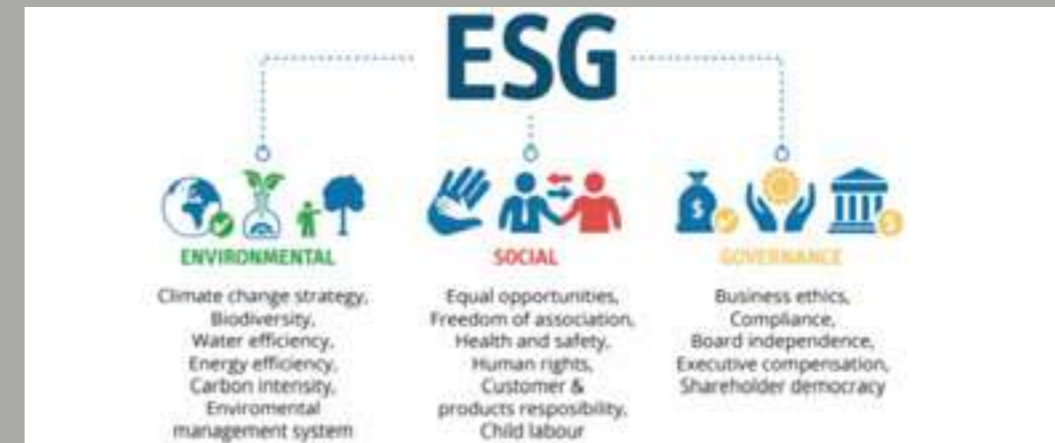 ESG
ENVIRONMENTAL
Climate change strategy,
Biodiversity,
Water efficiency,
Energy efficiency,
Carbon intensity,
Enviromental
management system
SOCIAL
Equal opportunities,
Freedom of association,
Health and safety,
Human rights,
Customer &
products resposibility,
Child labour
GOVERNANCE
Business ethics,
Compliance,
Board independence,
Executive compensation,
Shareholder democracy